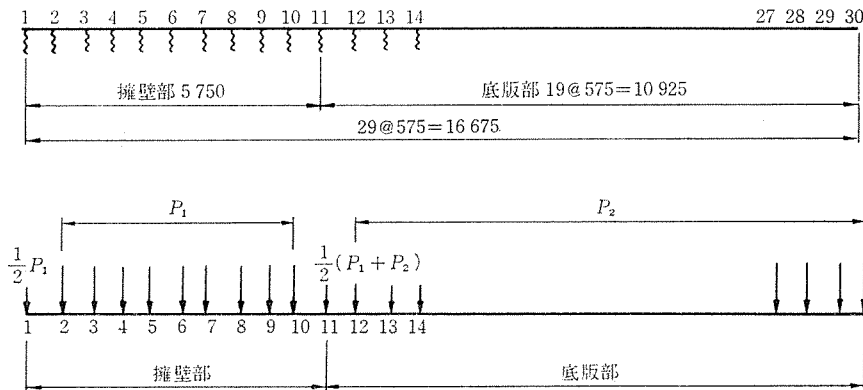 1 2 3 4 5 6 7 8 9 10 11 12 13 14 27 28 29 30
擁壁部 5 750 底版部 19@575=10 925
29@575=16 675
P₁ P₂
½P₁ ½(P₁+P₂)
1 2 3 4 5 6 7 8 9 10 11 12 13 14
擁壁部 底版部